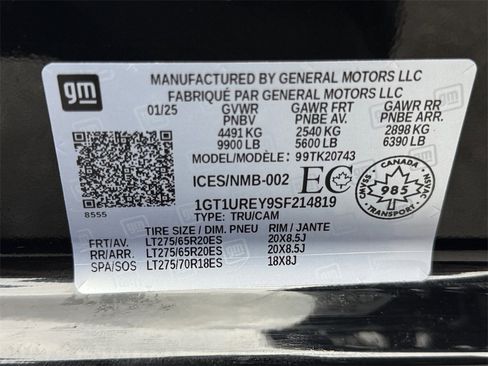 gm
MANUFACTURED BY GENERAL MOTORS LLC
FABRIQUÉ PAR GENERAL MOTORS LLC
01/25 GVWR GAWR FRT GAWR RR
PNBV PNBE AV. PNBE ARR.
4491 KG 2540 KG 2898 KG
9900 LB 5600 LB 6390 LB
MODEL/MODÈLE: 99TK20743
ICES/NMB-002 EC
CANADA
985
NSVAC
TRANSPORT
8555
1GT1UREY9SF214819
TYPE: TRU/CAM
TIRE SIZE / DIM. PNEU RIM / JANTE
FRT/AV. LT275/65R20ES 20X8.5J
RR/ARR. LT275/65R20ES 20X8.5J
SPA/SOS LT275/70R18ES 18X8J